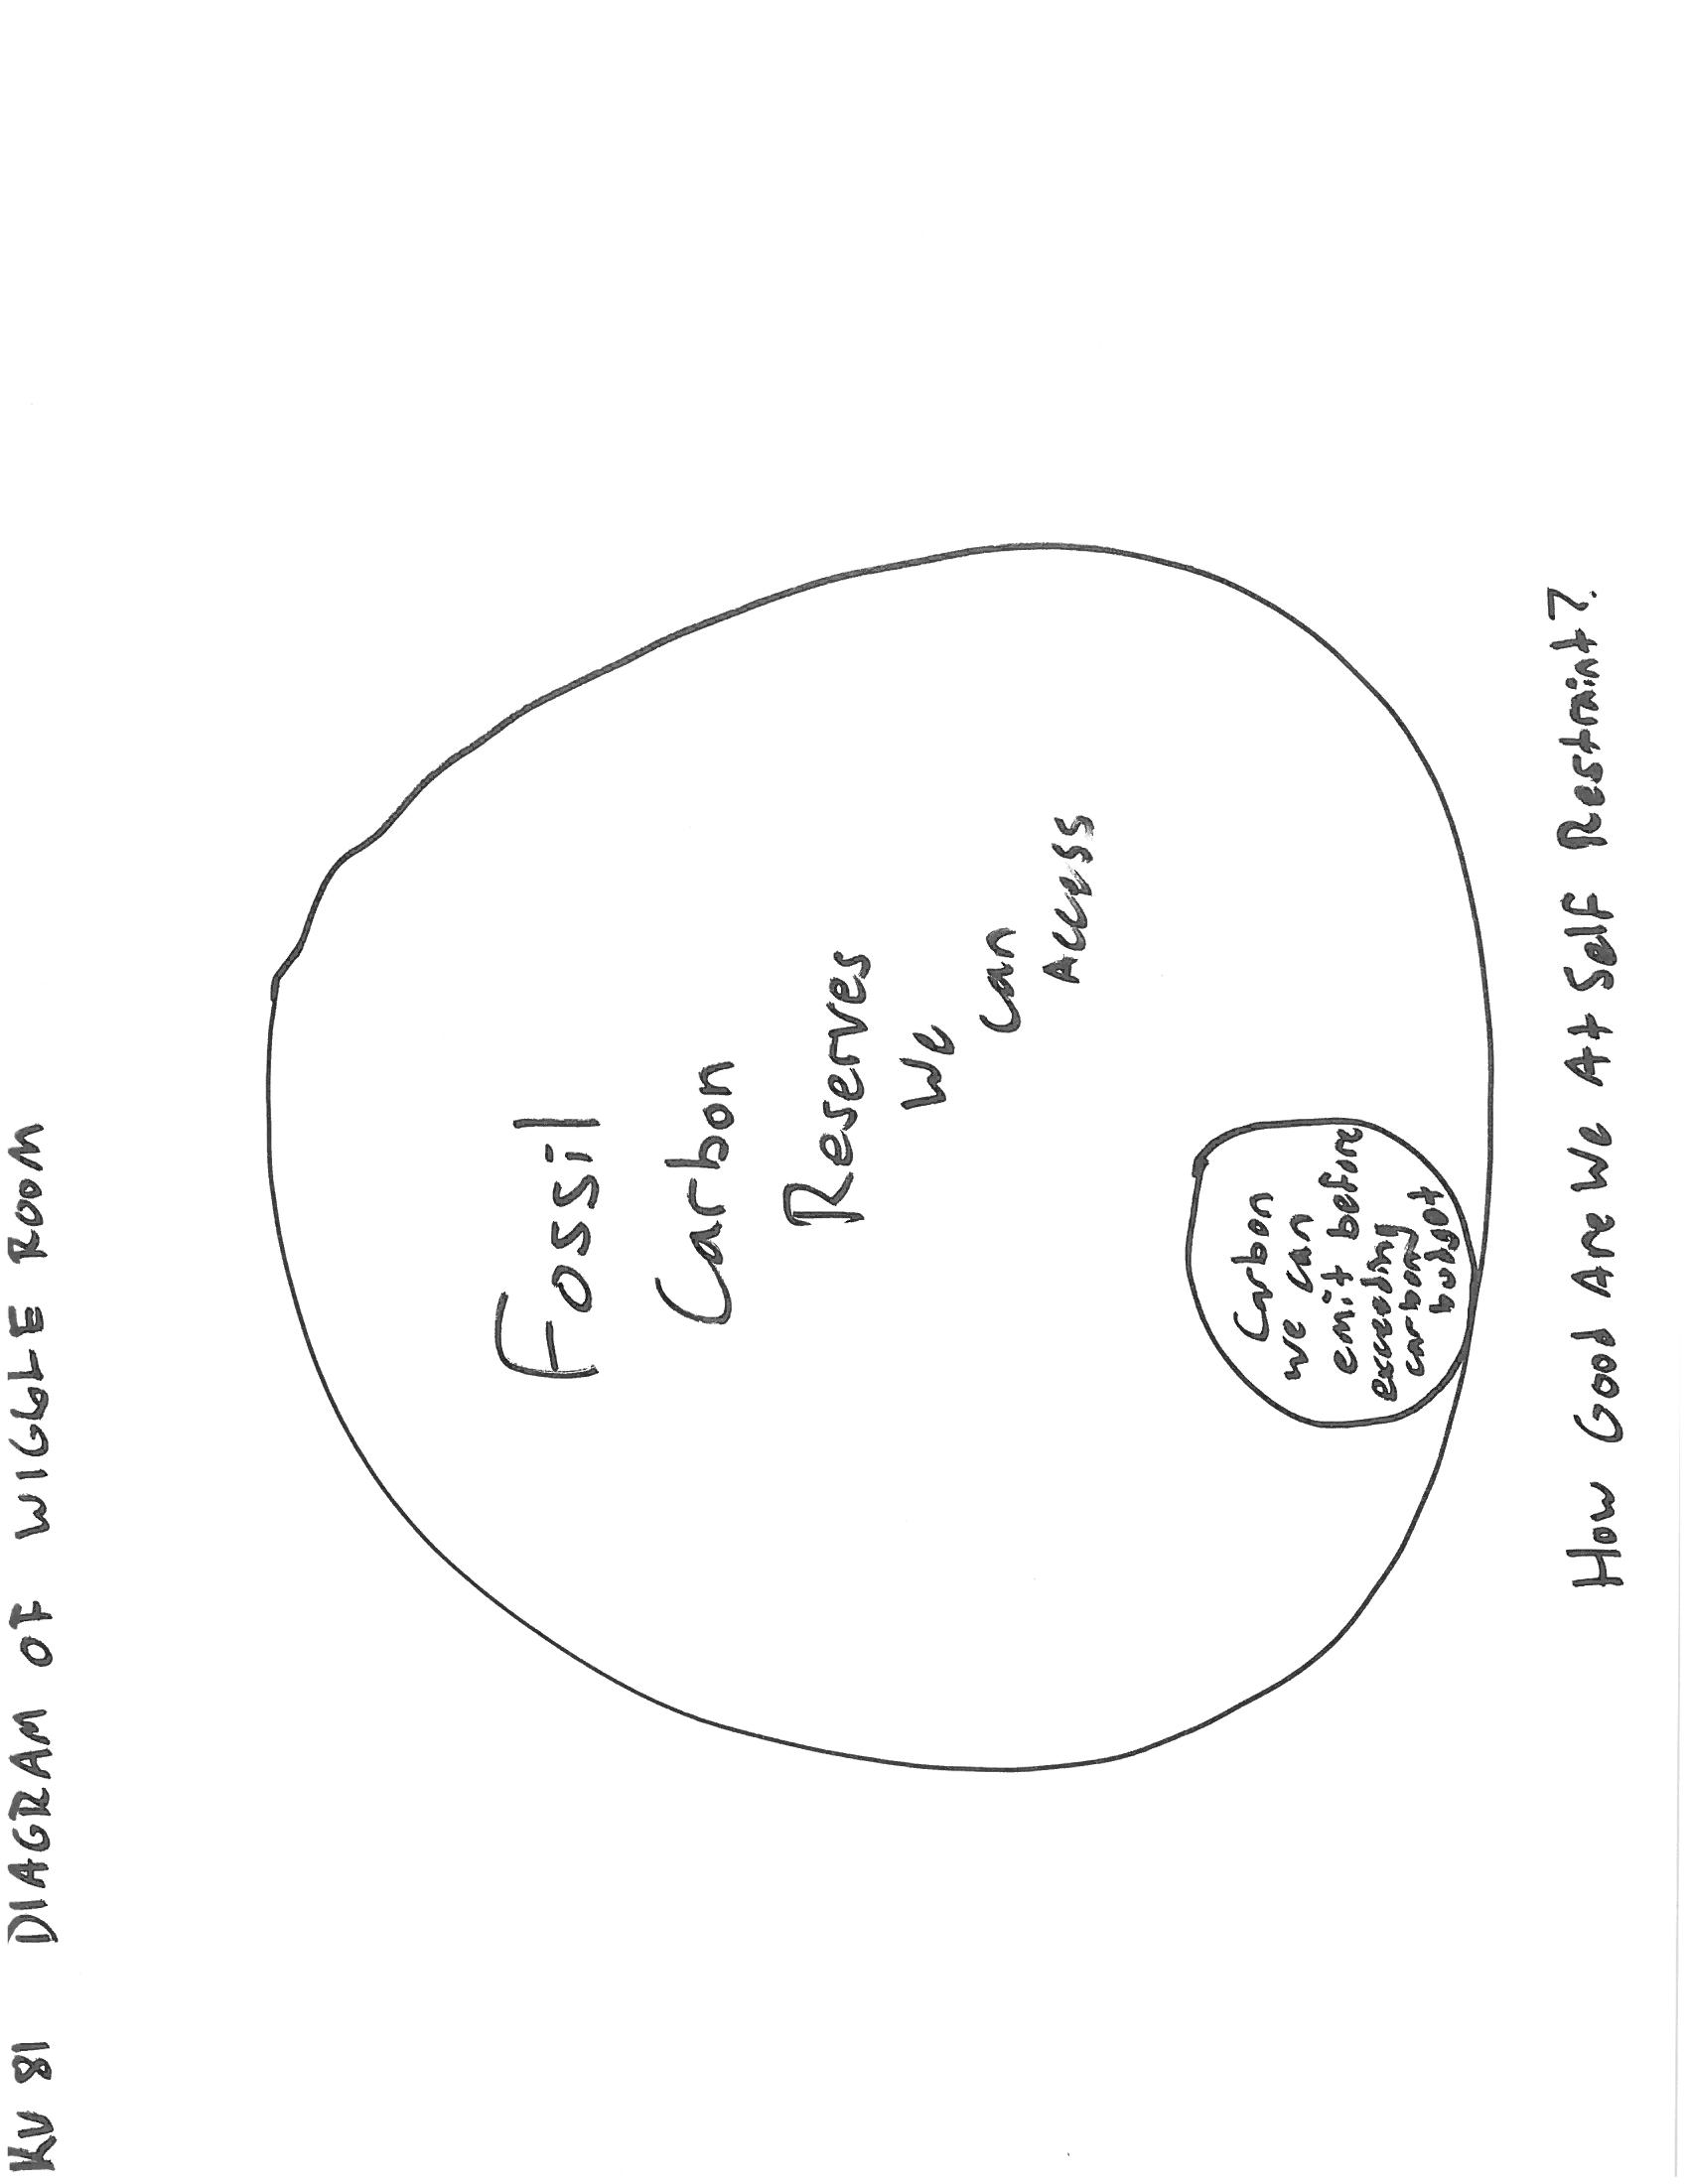 KV 81 DIAGRAM OF WIGGLE ROOM
Fossil
Carbon
Reserves
We
Can
Access
Carbon
we can
emit before
exceeding
carbon
budget
How Good Are We At Self Restraint?